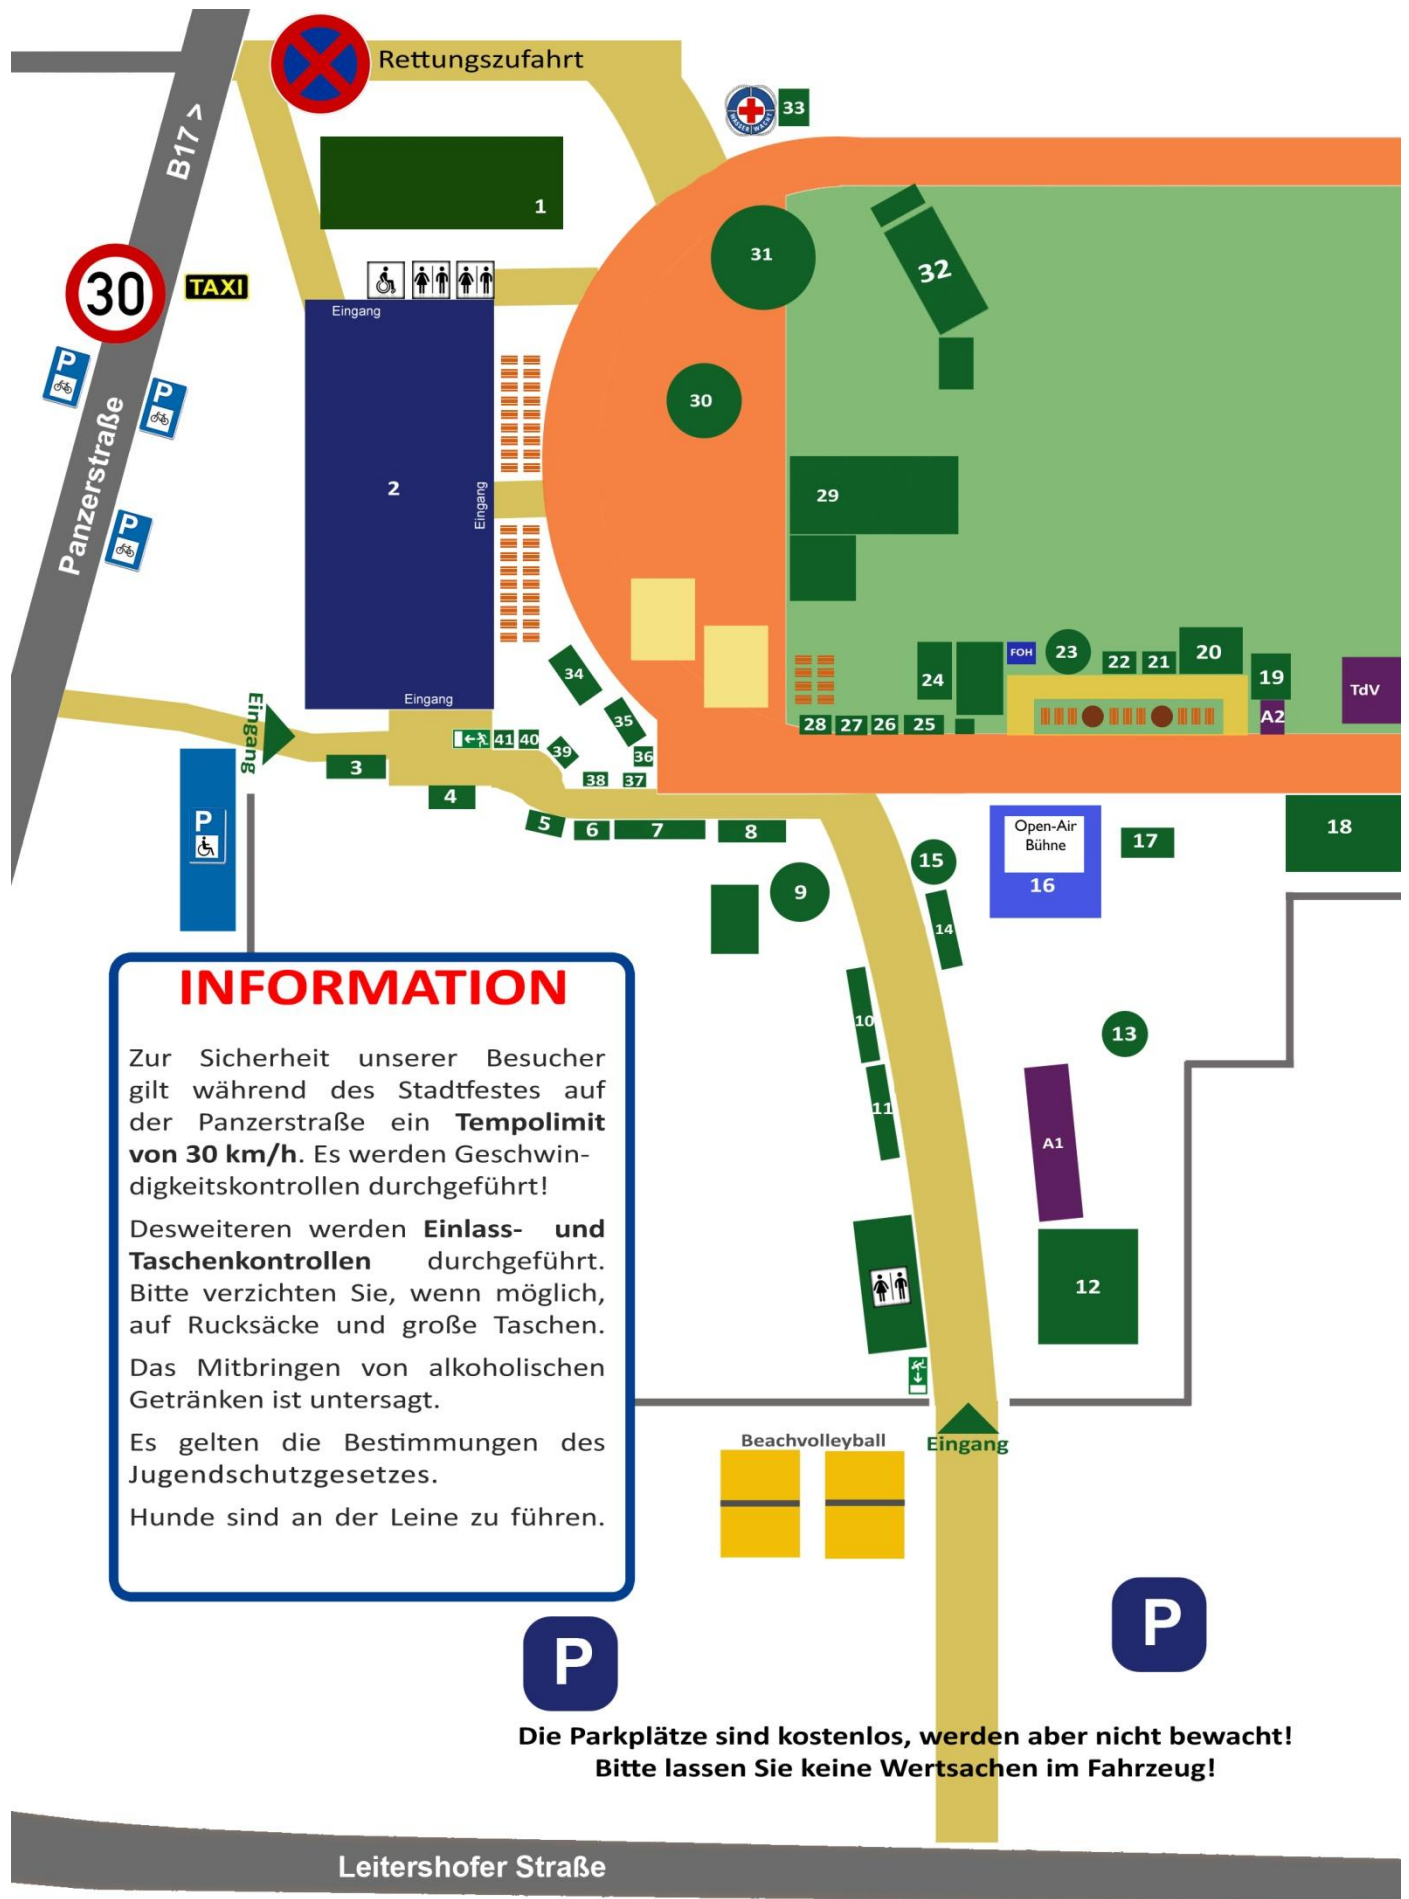 Rettungszufahrt
B17 >
WASSER WACHT
33
1
31
32
30
TAXI
Eingang
P
P
P
Panzerstraße
30
2
Eingang
29
34
35
36
37
38
39
40
41
Eingang
Eingang
3
4
5
6
7
8
P
FOH
23
22
21
20
19
A2
TdV
24
28
27
26
25
Open-Air
Bühne
16
17
18
15
9
14
10
11
13
A1
12
INFORMATION
Zur Sicherheit unserer Besucher
gilt während des Stadtfestes auf
der Panzerstraße ein Tempolimit
von 30 km/h. Es werden Geschwin-
digkeitskontrollen durchgeführt!
Desweiteren werden Einlass- und
Taschenkontrollen durchgeführt.
Bitte verzichten Sie, wenn möglich,
auf Rucksäcke und große Taschen.
Das Mitbringen von alkoholischen
Getränken ist untersagt.
Es gelten die Bestimmungen des
Jugendschutzgesetzes.
Hunde sind an der Leine zu führen.
Beachvolleyball
Eingang
P
P
Die Parkplätze sind kostenlos, werden aber nicht bewacht!
Bitte lassen Sie keine Wertsachen im Fahrzeug!
Leitershofer Straße